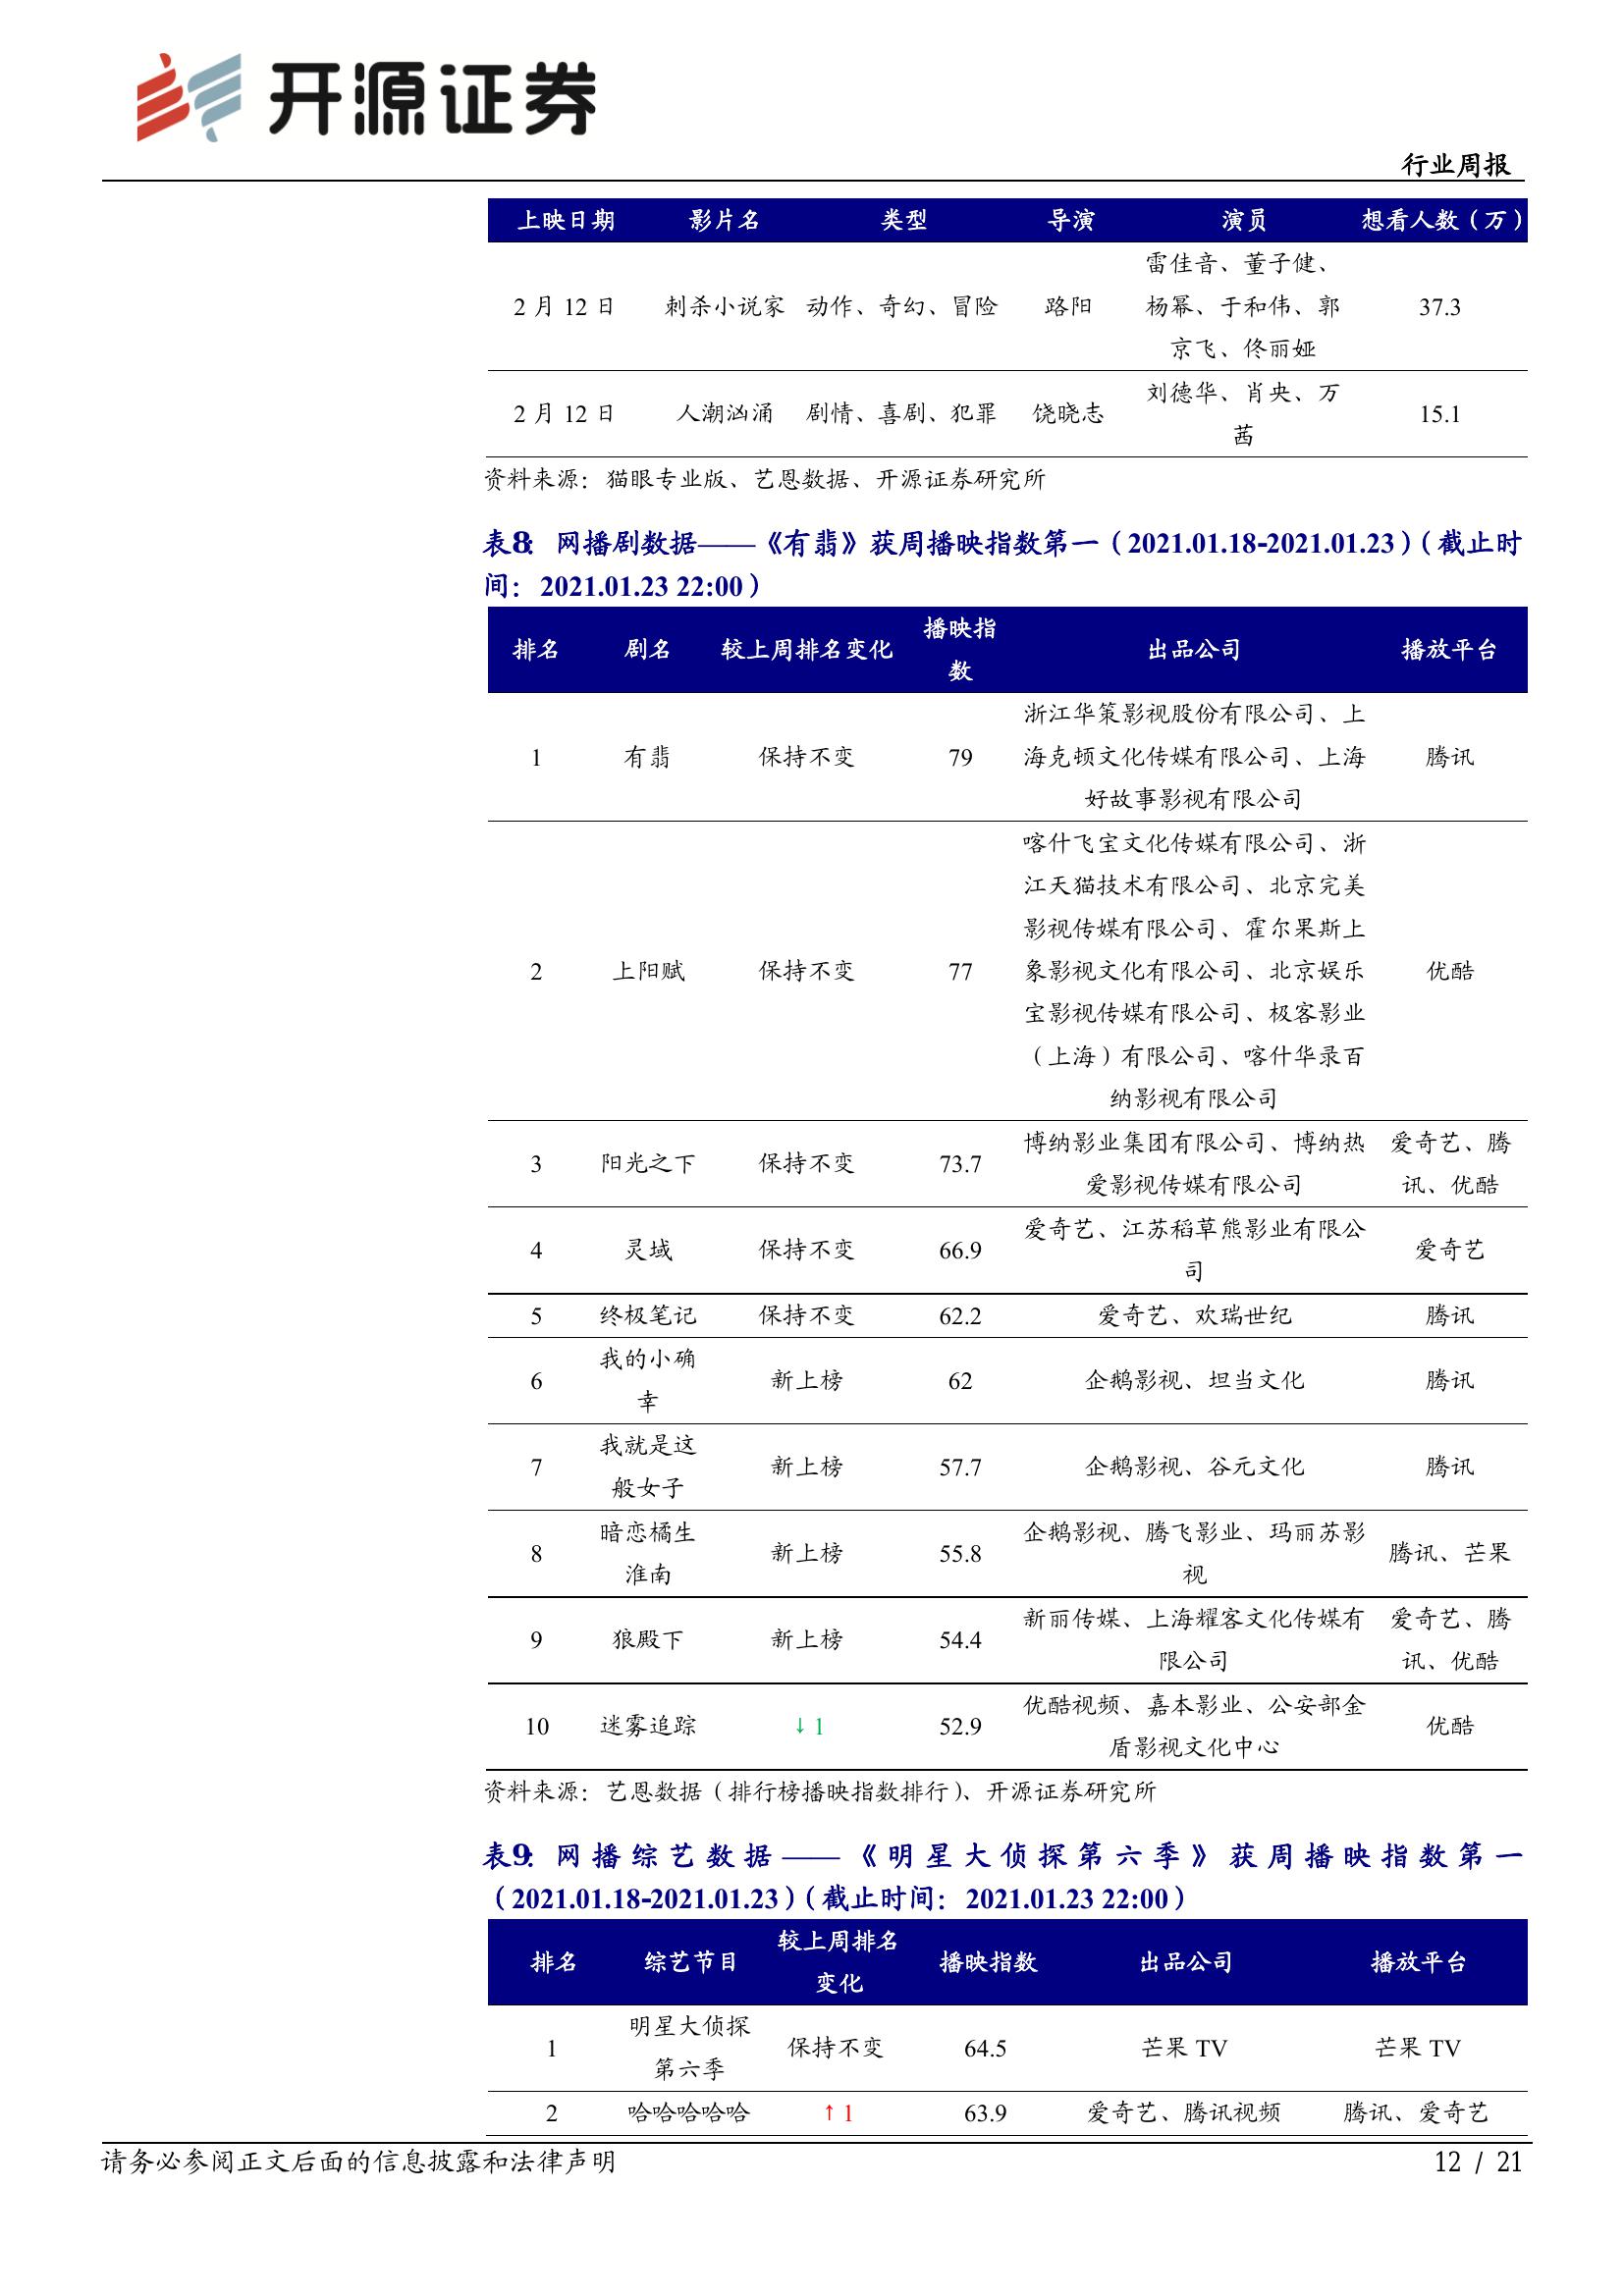 开源证券
行业周报
上映日期 影片名 类型 导演 演员 想看人数（万）
雷佳音、董子健、
2 月 12 日 刺杀小说家 动作、奇幻、冒险 路阳 杨幂、于和伟、郭 37.3
京飞、佟丽娅
刘德华、肖央、万
2 月 12 日 人潮汹涌 剧情、喜剧、犯罪 饶晓志 15.1
茜
资料来源：猫眼专业版、艺恩数据、开源证券研究所
表8： 网播剧数据——《有翡》获周播映指数第一（2021.01.18-2021.01.23）（截止时
间：2021.01.23 22:00）
播映指
排名 剧名 较上周排名变化 出品公司 播放平台
数
浙江华策影视股份有限公司、上
1 有翡 保持不变 79 海克顿文化传媒有限公司、上海 腾讯
好故事影视有限公司
喀什飞宝文化传媒有限公司、浙
江天猫技术有限公司、北京完美
影视传媒有限公司、霍尔果斯上
2 上阳赋 保持不变 77 象影视文化有限公司、北京娱乐 优酷
宝影视传媒有限公司、极客影业
（上海）有限公司、喀什华录百
纳影视有限公司
博纳影业集团有限公司、博纳热 爱奇艺、腾
3 阳光之下 保持不变 73.7
爱影视传媒有限公司 讯、优酷
爱奇艺、江苏稻草熊影业有限公
4 灵域 保持不变 66.9 爱奇艺
司
5 终极笔记 保持不变 62.2 爱奇艺、欢瑞世纪 腾讯
我的小确
6 新上榜 62 企鹅影视、坦当文化 腾讯
幸
我就是这
7 新上榜 57.7 企鹅影视、谷元文化 腾讯
般女子
暗恋橘生 企鹅影视、腾飞影业、玛丽苏影
8 新上榜 55.8 腾讯、芒果
淮南 视
新丽传媒、上海耀客文化传媒有 爱奇艺、腾
9 狼殿下 新上榜 54.4
限公司 讯、优酷
优酷视频、嘉本影业、公安部金
10 迷雾追踪 ↓1 52.9 优酷
盾影视文化中心
资料来源：艺恩数据（排行榜播映指数排行）、开源证券研究所
表9： 网播综艺数据——《明星大侦探第六季》获周播映指数第一
（2021.01.18-2021.01.23）（截止时间：2021.01.23 22:00）
较上周排名
排名 综艺节目 播映指数 出品公司 播放平台
变化
明星大侦探
1 保持不变 64.5 芒果 TV 芒果 TV
第六季
2 哈哈哈哈哈 ↑1 63.9 爱奇艺、腾讯视频 腾讯、爱奇艺
请务必参阅正文后面的信息披露和法律声明 12 / 21